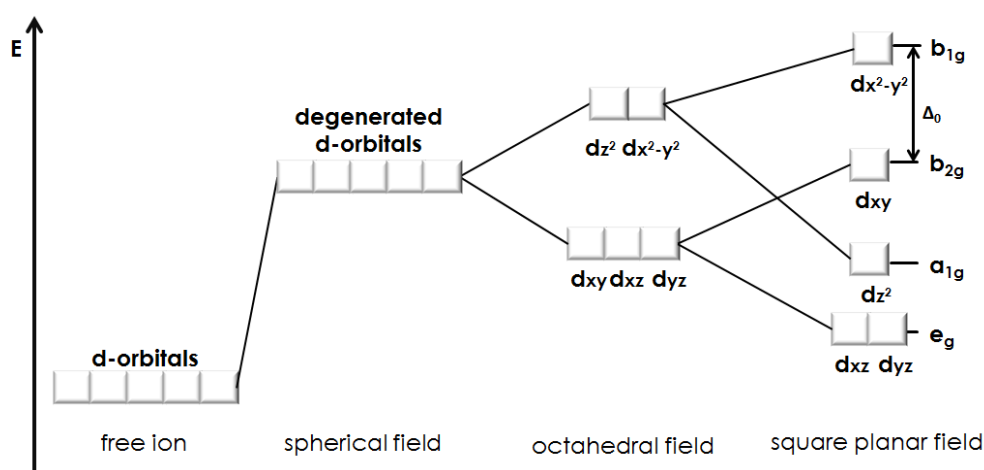 E
degenerated
d-orbitals
d-orbitals
dz² dx²-y²
dxy dxz dyz
b₁g
dx²-y²
Δ₀
b₂g
dxy
a₁g
dz²
eg
dxz dyz
free ion
spherical field
octahedral field
square planar field